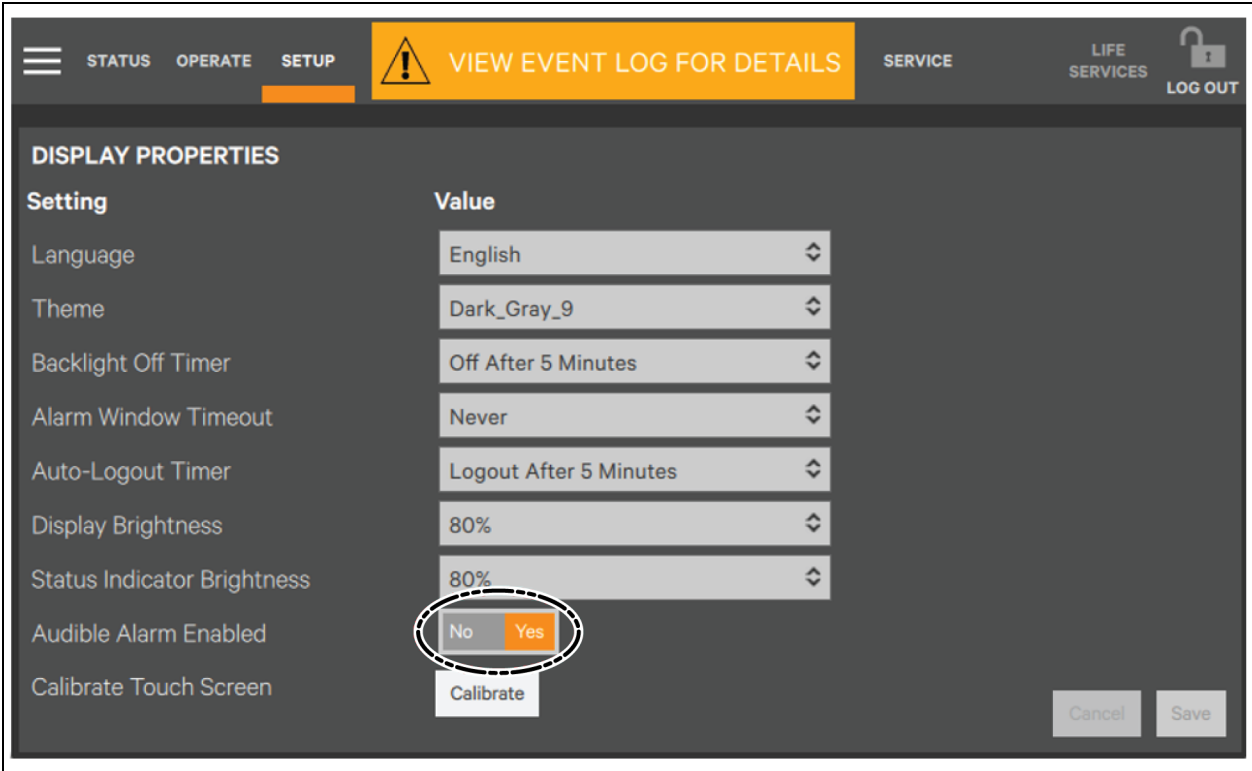 STATUS OPERATE SETUP VIEW EVENT LOG FOR DETAILS SERVICE LIFE SERVICES LOG OUT
DISPLAY PROPERTIES
Setting Value
Language English
Theme Dark_Gray_9
Backlight Off Timer Off After 5 Minutes
Alarm Window Timeout Never
Auto-Logout Timer Logout After 5 Minutes
Display Brightness 80%
Status Indicator Brightness 80%
Audible Alarm Enabled No Yes
Calibrate Touch Screen Calibrate
Cancel Save